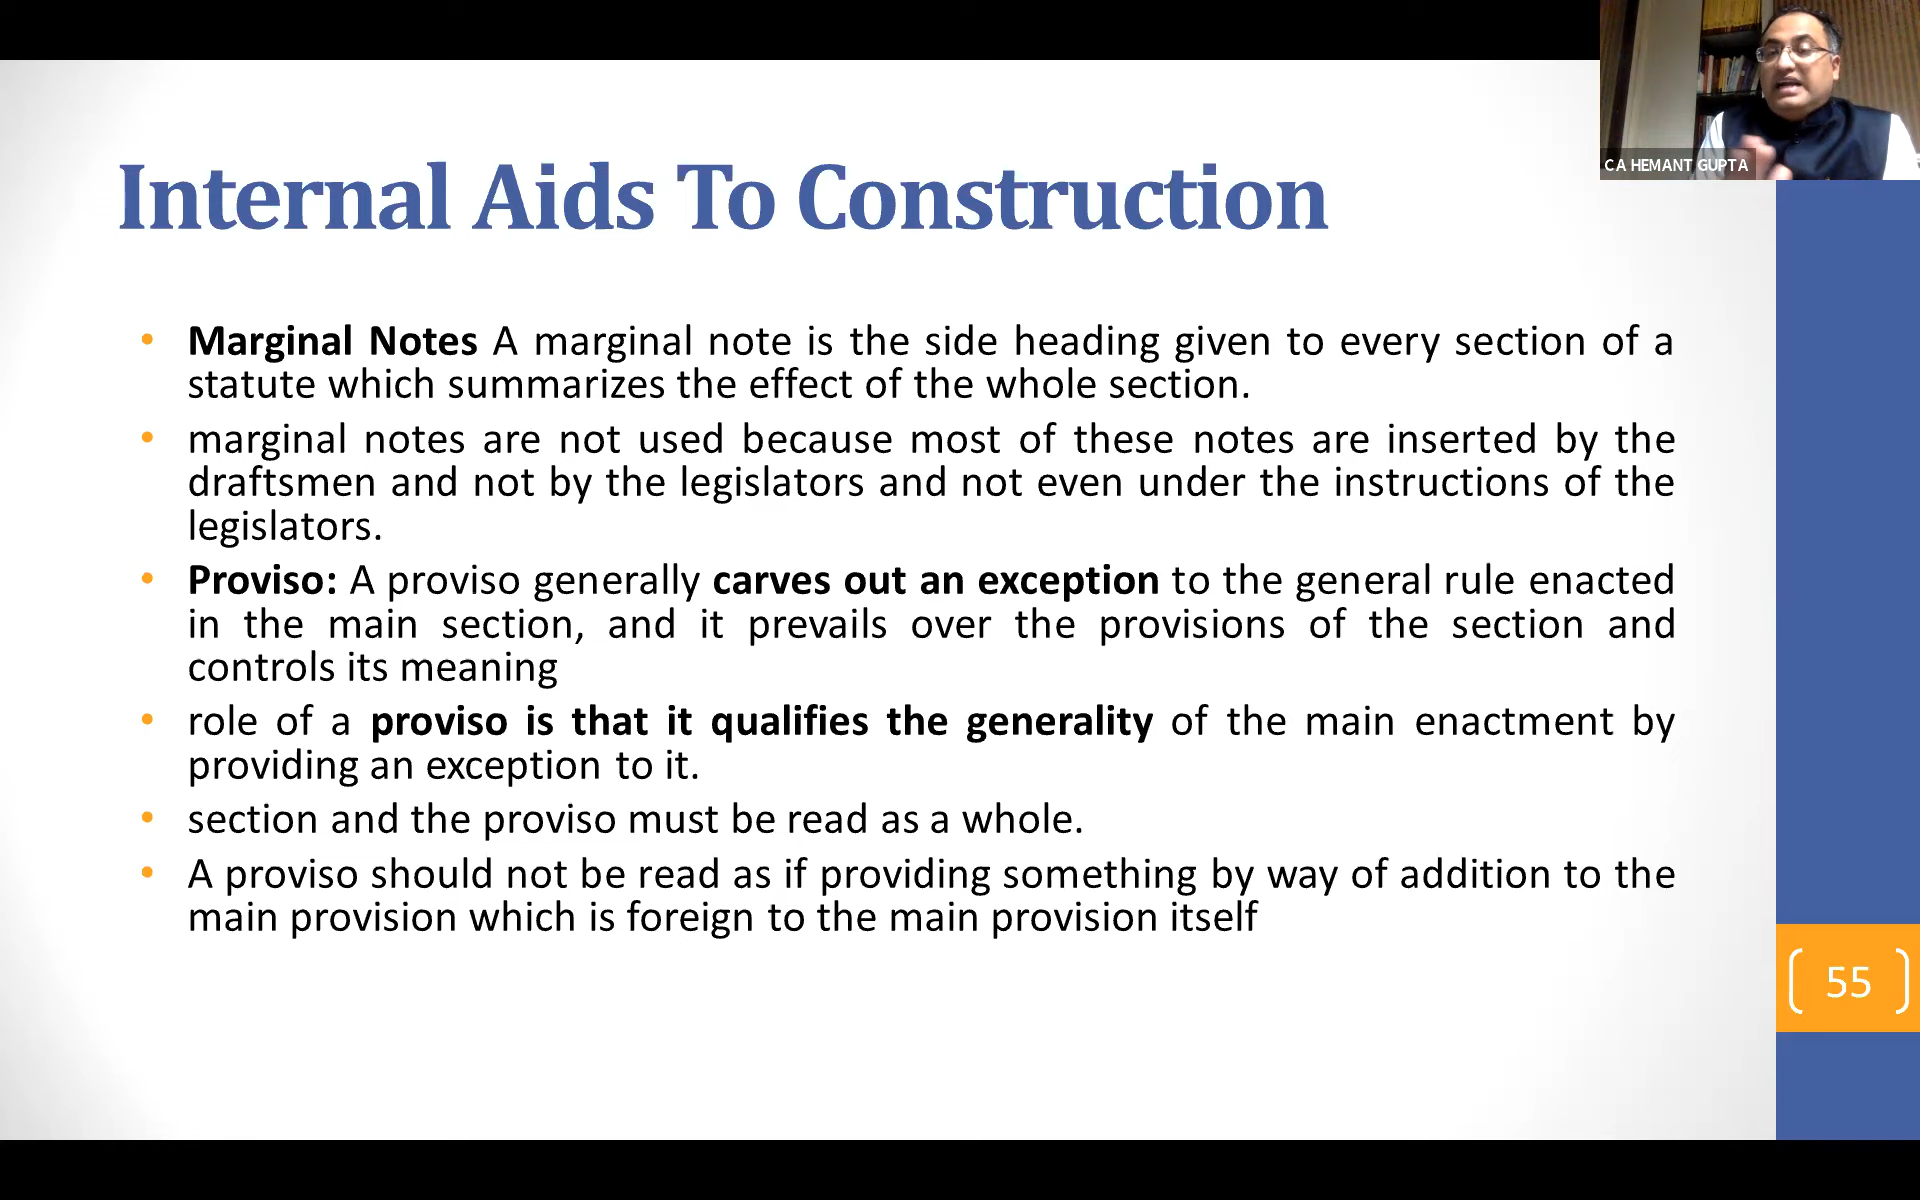 CA HEMANT GUPTA
Internal Aids To Construction
• Marginal Notes A marginal note is the side heading given to every section of a
statute which summarizes the effect of the whole section.
• marginal notes are not used because most of these notes are inserted by the
draftsmen and not by the legislators and not even under the instructions of the
legislators.
• Proviso: A proviso generally carves out an exception to the general rule enacted
in the main section, and it prevails over the provisions of the section and
controls its meaning
• role of a proviso is that it qualifies the generality of the main enactment by
providing an exception to it.
• section and the proviso must be read as a whole.
• A proviso should not be read as if providing something by way of addition to the
main provision which is foreign to the main provision itself
55